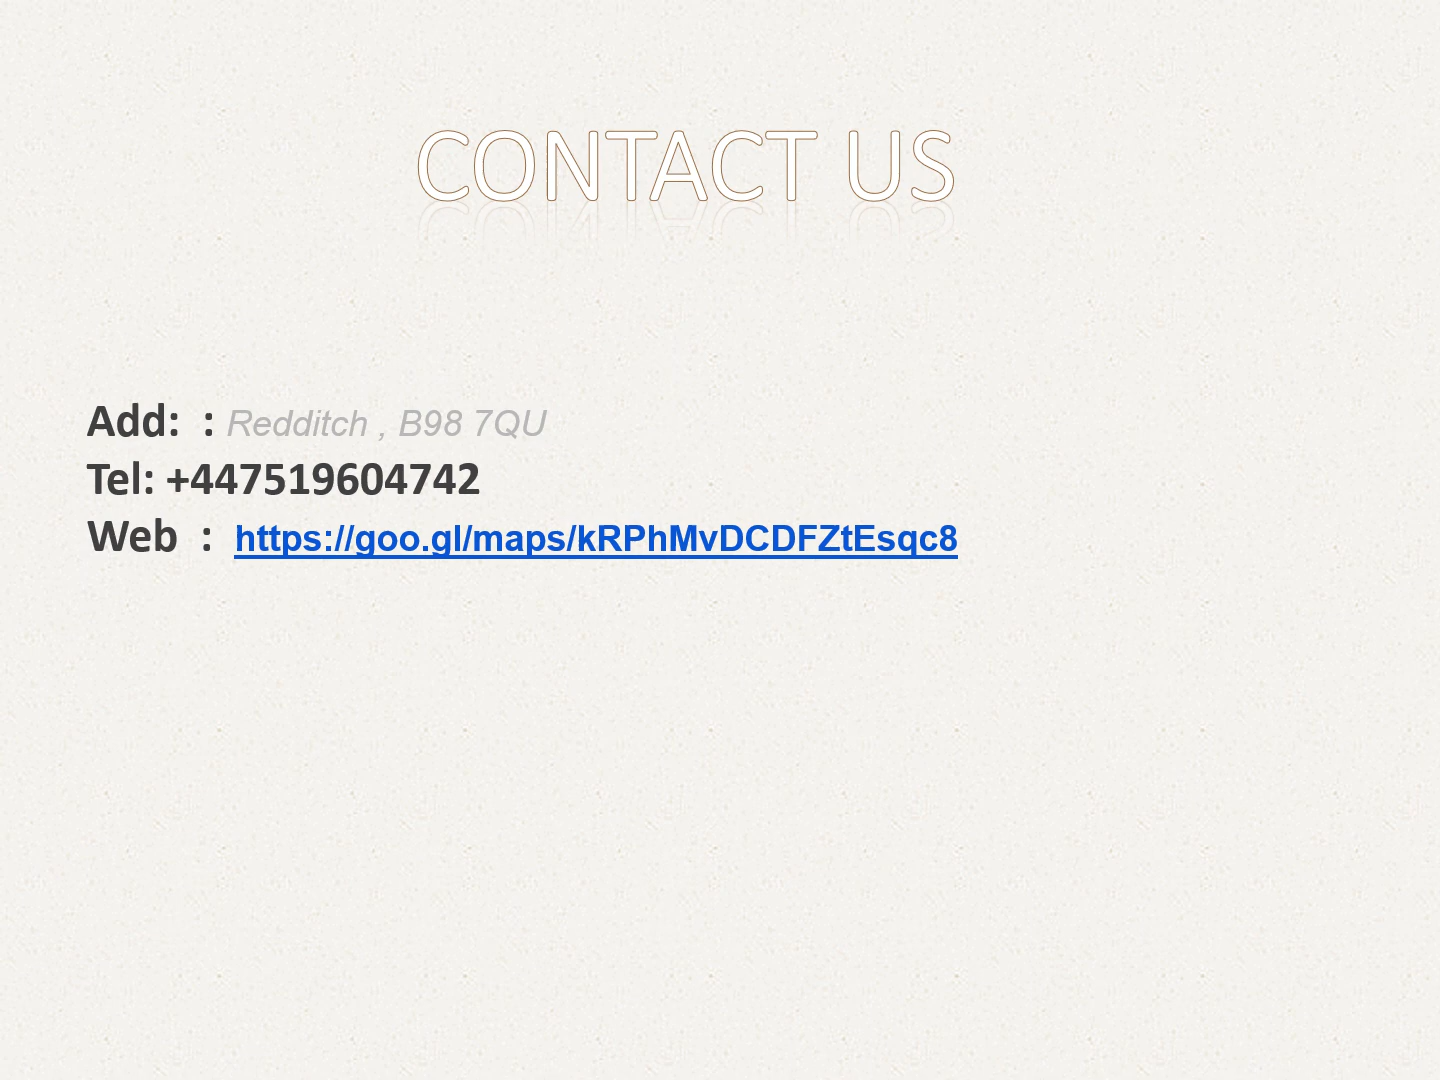 CONTACT US
Add:  : Redditch , B98 7QU
Tel: +447519604742
Web  :  https://goo.gl/maps/kRPhMvDCDFZtEsqc8